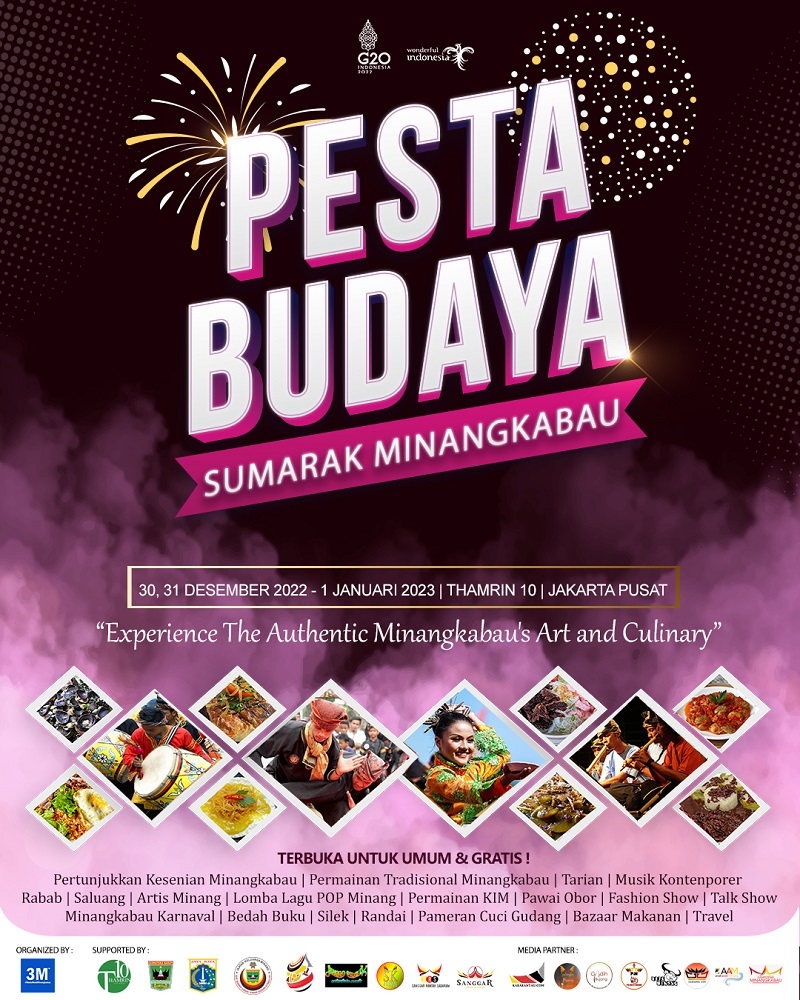 G20
INDONESIA
2022
wonderful
indonesia
PESTA
BUDAYA
SUMARAK MINANGKABAU
30, 31 DESEMBER 2022 - 1 JANUARI 2023 | THAMRIN 10 | JAKARTA PUSAT
“Experience The Authentic Minangkabau's Art and Culinary”
TERBUKA UNTUK UMUM & GRATIS !
Pertunjukkan Kesenian Minangkabau | Permainan Tradisional Minangkabau | Tarian | Musik Kontenporer
Rabab | Saluang | Artis Minang | Lomba Lagu POP Minang | Permainan KIM | Pawai Obor | Fashion Show | Talk Show
Minangkabau Karnaval | Bedah Buku | Silek | Randai | Pameran Cuci Gudang | Bazaar Makanan | Travel
ORGANIZED BY :
SUPPORTED BY :
MEDIA PARTNER :
3M
10
THAMRIN
JAYA RAYA
SANGGAR